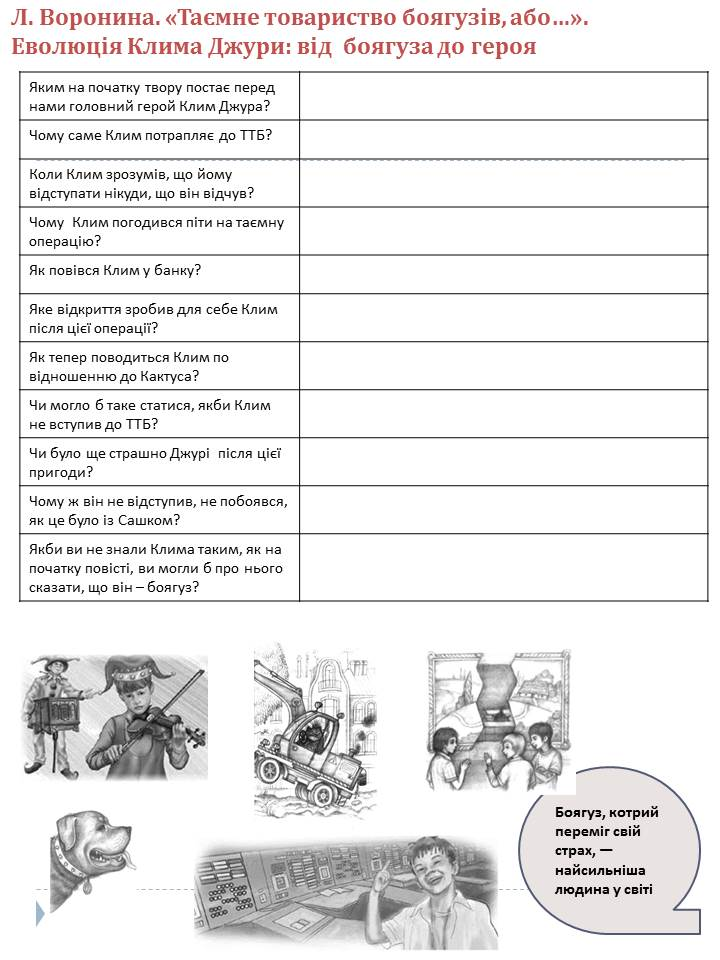 Л. Воронина. «Таємне товариство боягузів, або…».
Еволюція Клима Джури: від боягуза до героя
Яким на початку твору постає перед
нами головний герой Клим Джура?
Чому саме Клим потрапляє до ТТБ?
Коли Клим зрозумів, що йому
відступати нікуди, що він відчув?
Чому Клим погодився піти на таємну
операцію?
Як повівся Клим у банку?
Яке відкриття зробив для себе Клим
після цієї операції?
Як тепер поводиться Клим по
відношенню до Кактуса?
Чи могло б таке статися, якби Клим
не вступив до ТТБ?
Чи було ще страшно Джурі після цієї
пригоди?
Чому ж він не відступив, не побоявся,
як це було із Сашком?
Якби ви не знали Клима таким, як на
початку повісті, ви могли б про нього
сказати, що він – боягуз?
Боягуз, котрий
переміг свій
страх, —
найсильніша
людина у світі